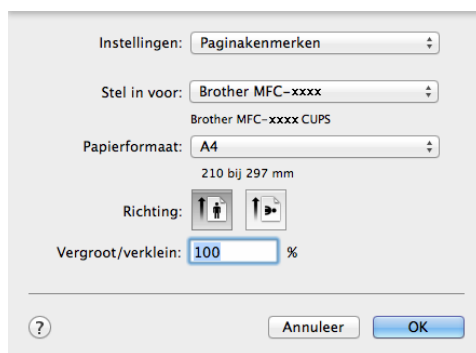 Instellingen: Paginakenmerken
Stel in voor: Brother MFC-xxxx
Brother MFC-xxxx CUPS
Papierformaat: A4
210 bij 297 mm
Richting:
Vergroot/verklein: 100 %
? Annuleer OK